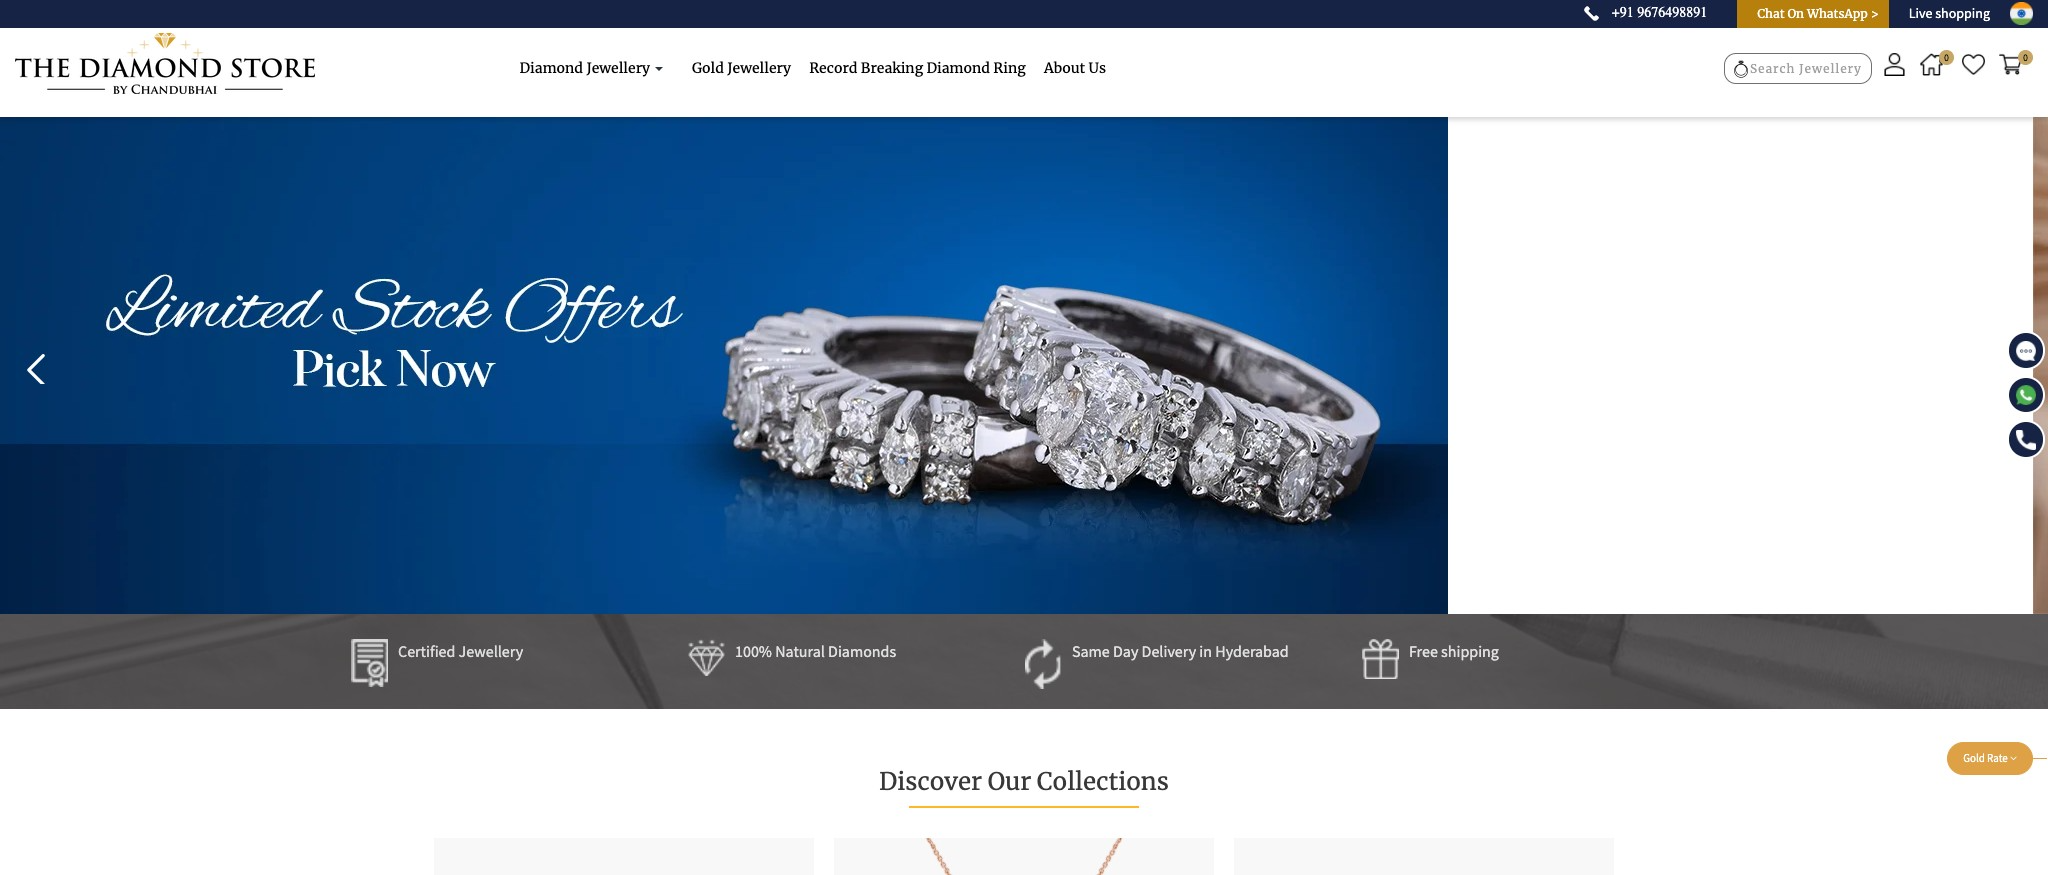 +91 9676498891
Chat On WhatsApp >
Live shopping
THE DIAMOND STORE
BY CHANDUBHAI
Diamond Jewellery
Gold Jewellery
Record Breaking Diamond Ring
About Us
Search Jewellery
0
0
Limited Stock Offers
Pick Now
Certified Jewellery
100% Natural Diamonds
Same Day Delivery in Hyderabad
Free shipping
Gold Rate
Discover Our Collections